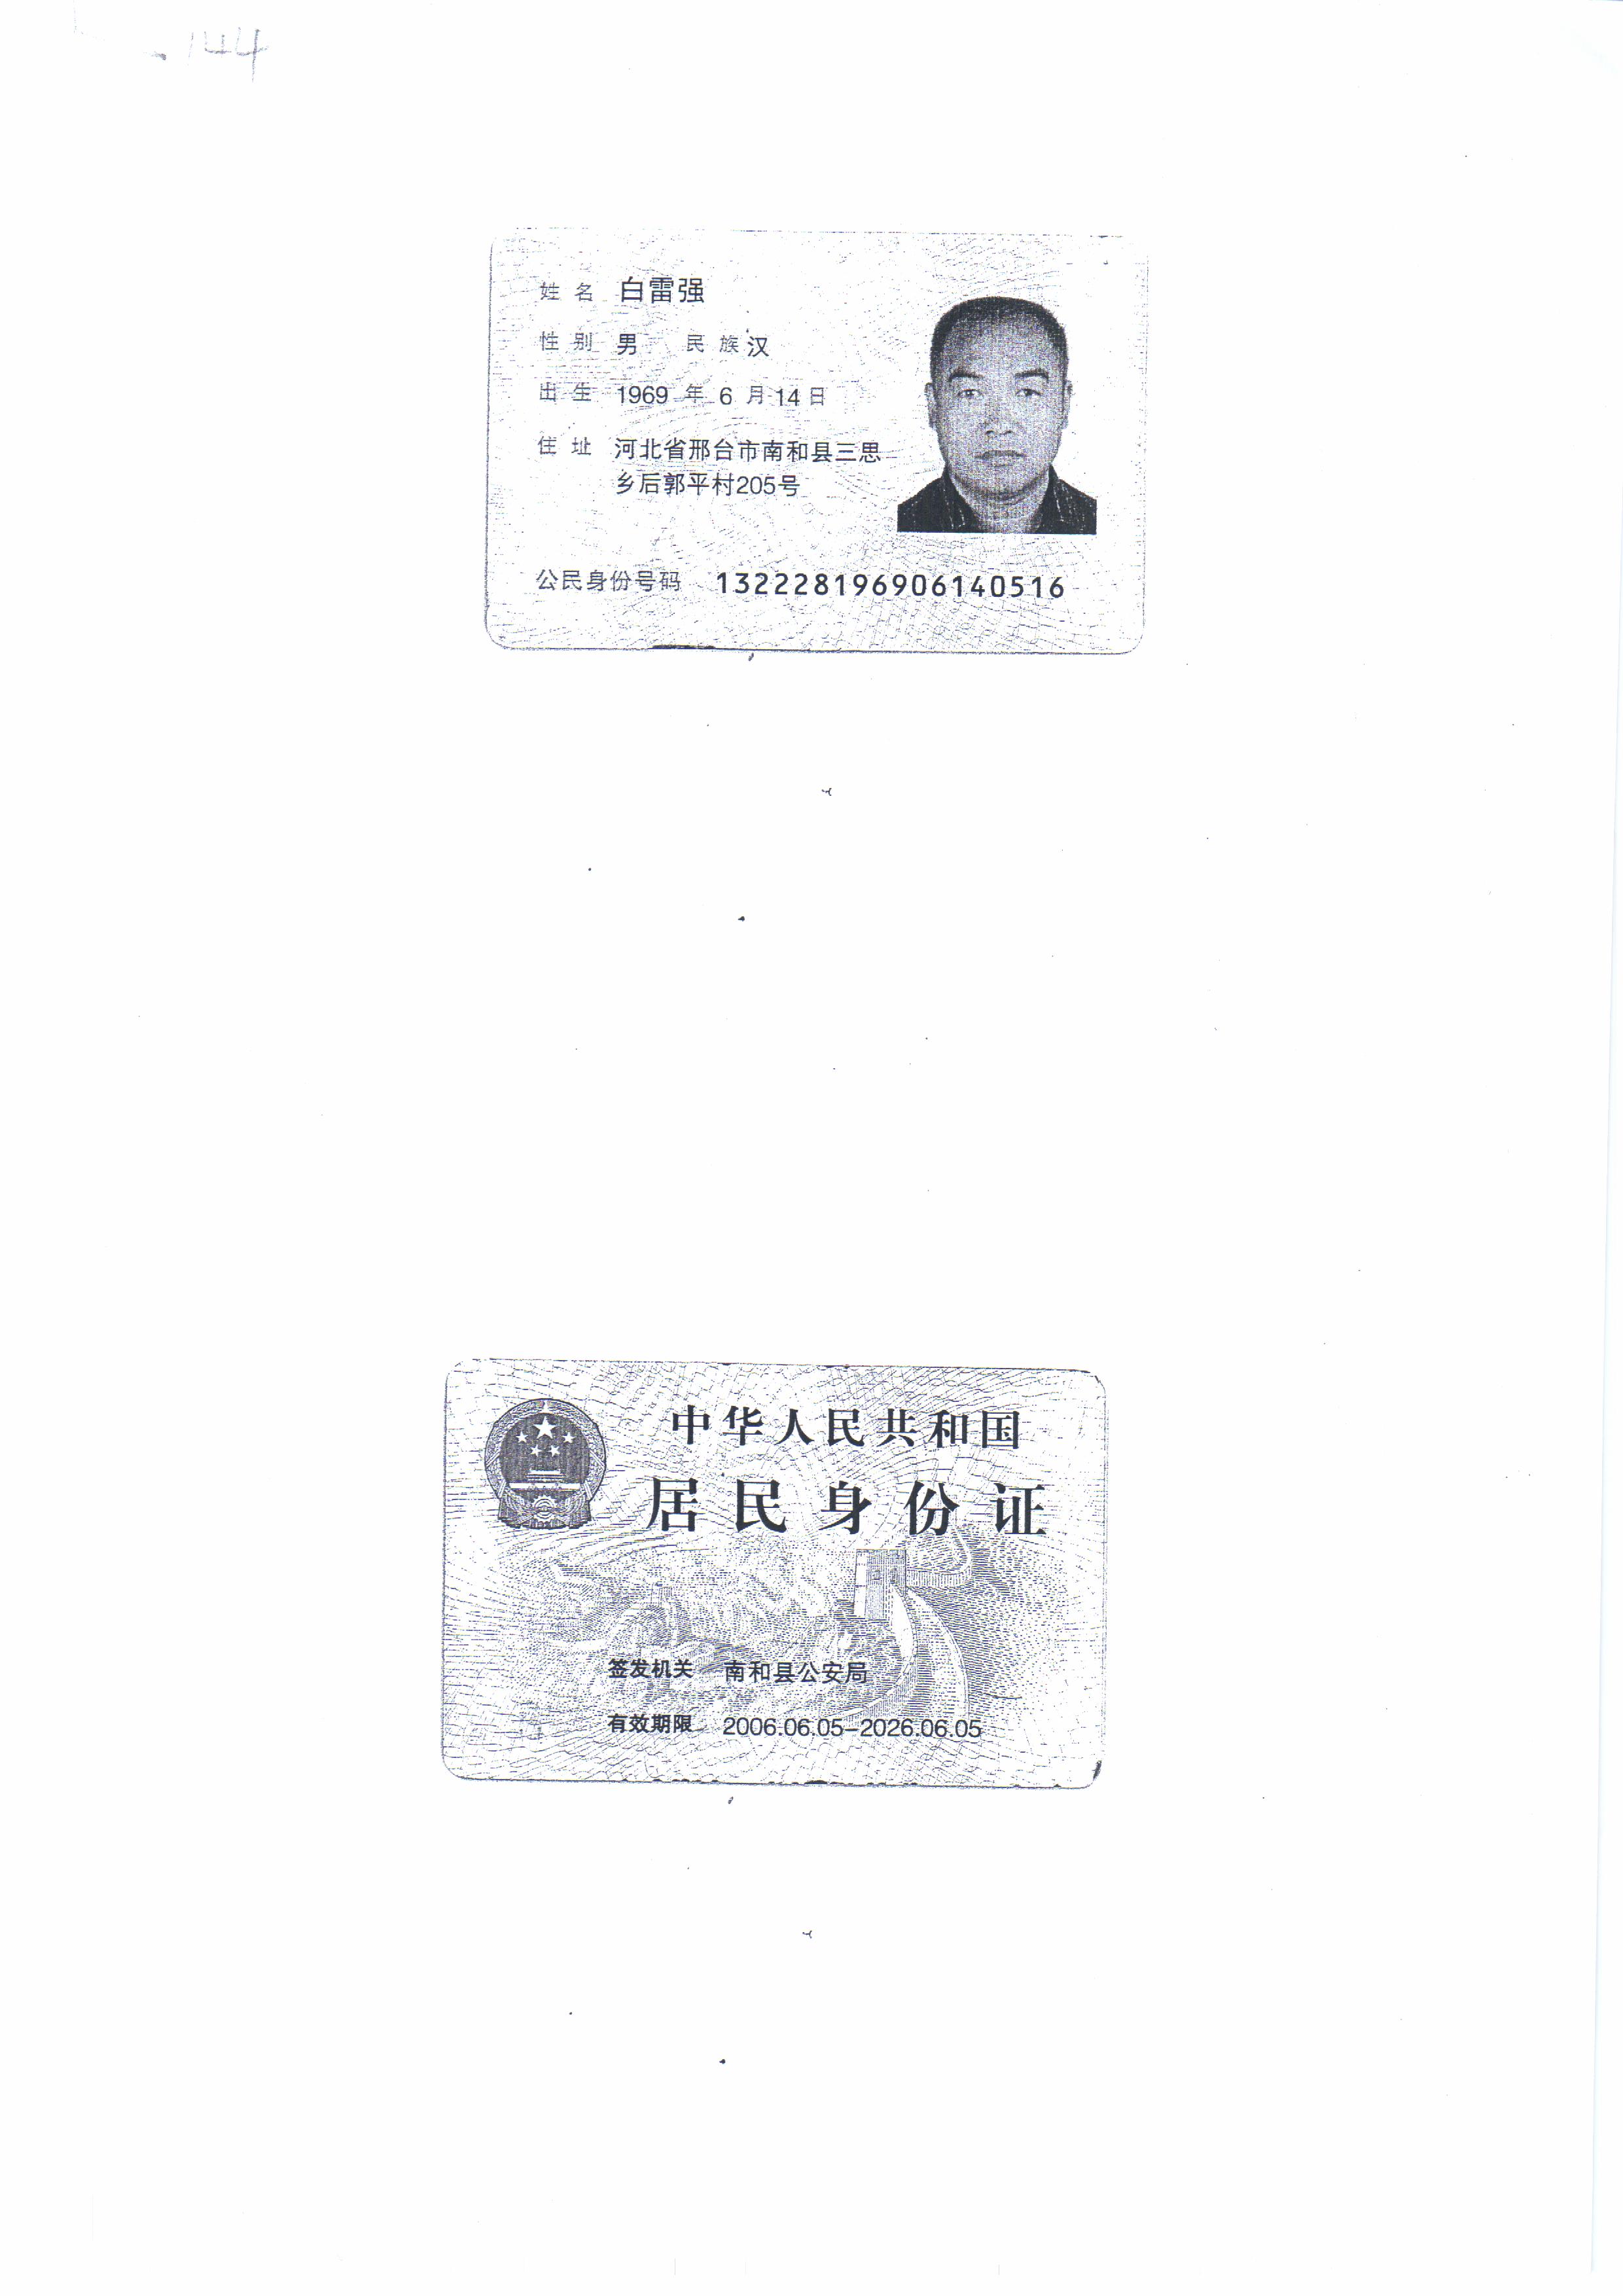 144
姓名 白雷强
性别 男 民族 汉
出生 1969 年 6 月 14 日
住址 河北省邢台市南和县三思
乡后郭平村205号
公民身份号码 132228196906140516
中华人民共和国
居民身份证
签发机关 南和县公安局
有效期限 2006.06.05-2026.06.05